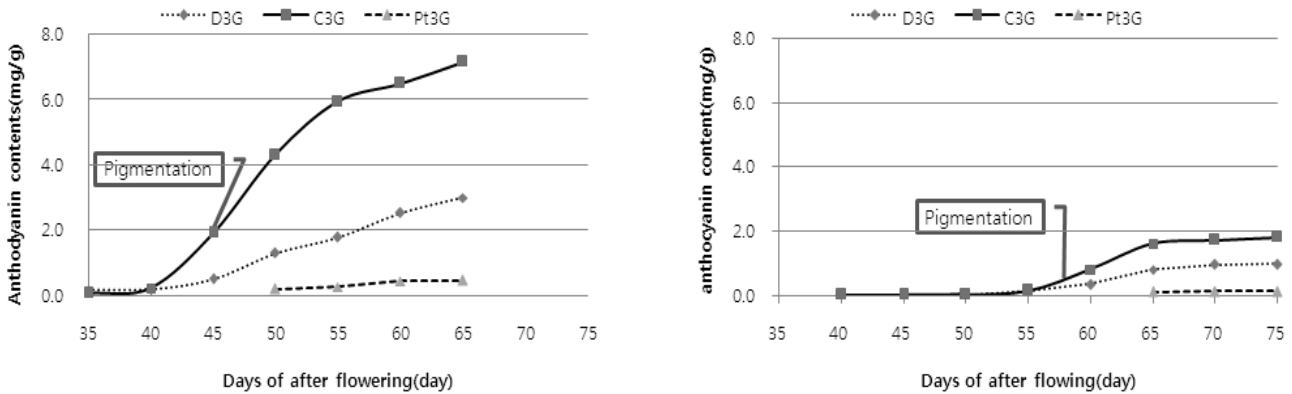 D3G C3G Pt3G
Anthodyanin contents(mg/g)
8.0
6.0
4.0
2.0
0.0
Pigmentation
35 40 45 50 55 60 65 70 75
Days of after flowering(day)
D3G C3G Pt3G
anthocyanin content(mg/g)
8.0
6.0
4.0
2.0
0.0
Pigmentation
35 40 45 50 55 60 65 70 75
Days of after flowing(day)